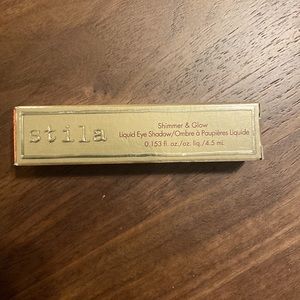 stila
Shimmer & Glow
Liquid Eye Shadow/Ombre à Paupières Liquide
0.153 fl. oz./oz. liq./4.5 mL